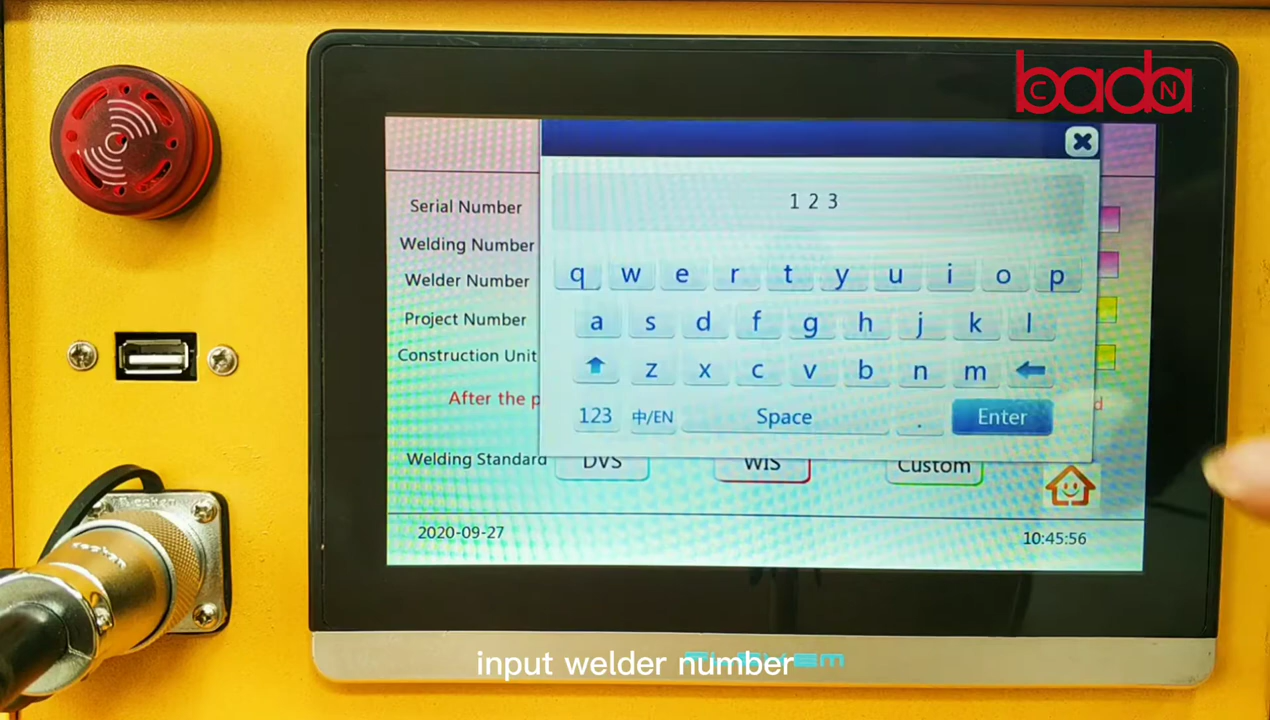 bada
CN
1 2 3
Serial Number
Welding Number
Welder Number
Project Number
Construction Unit
q w e r t y u i o p
a s d f g h j k l
z x c v b n m
123 中/EN Space . Enter
After the p
d
Welding Standard DVS WIS Custom
2020-09-27 10:45:56
input welder number